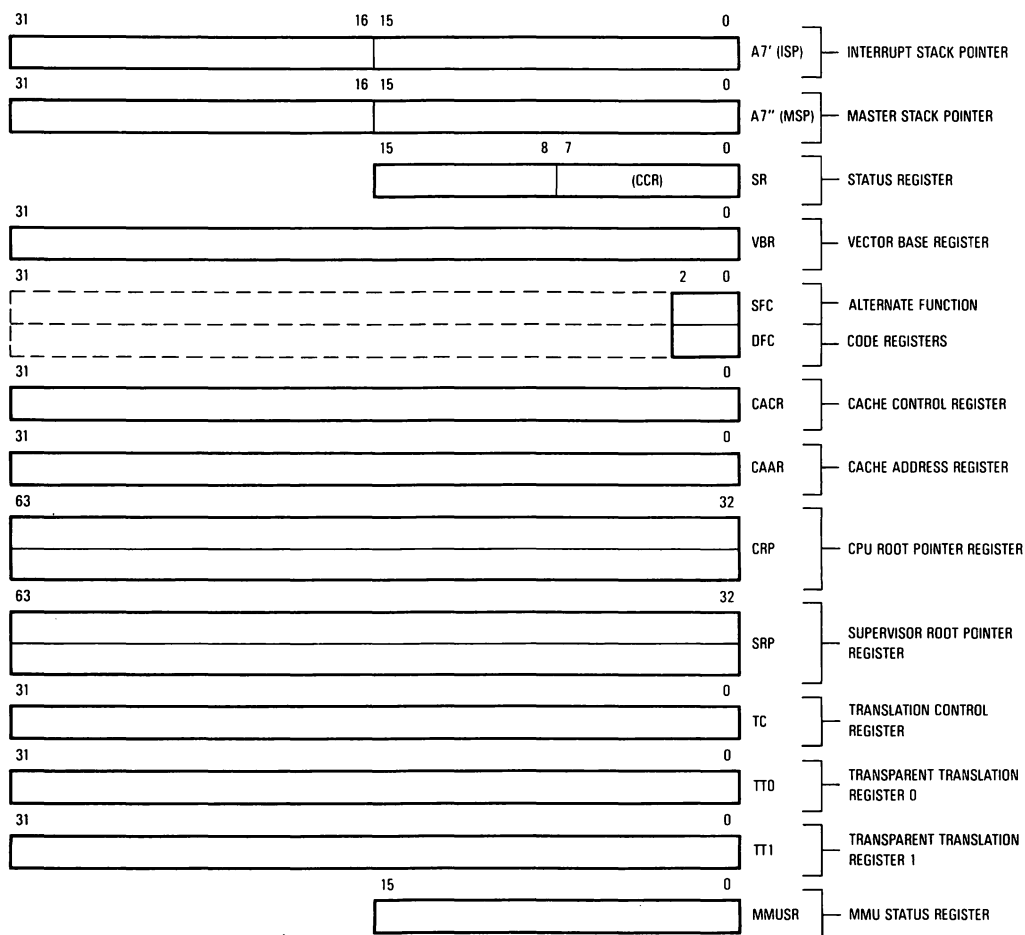 31 16 15 0
A7' (ISP) INTERRUPT STACK POINTER
31 16 15 0
A7'' (MSP) MASTER STACK POINTER
15 8 7 0
(CCR) SR STATUS REGISTER
31 0
VBR VECTOR BASE REGISTER
31 2 0
SFC ALTERNATE FUNCTION
DFC CODE REGISTERS
31 0
CACR CACHE CONTROL REGISTER
31 0
CAAR CACHE ADDRESS REGISTER
63 32
CRP CPU ROOT POINTER REGISTER
63 32
SRP SUPERVISOR ROOT POINTER
REGISTER
31 0
TC TRANSLATION CONTROL
REGISTER
31 0
TT0 TRANSPARENT TRANSLATION
REGISTER 0
31 0
TT1 TRANSPARENT TRANSLATION
REGISTER 1
15 0
MMUSR MMU STATUS REGISTER